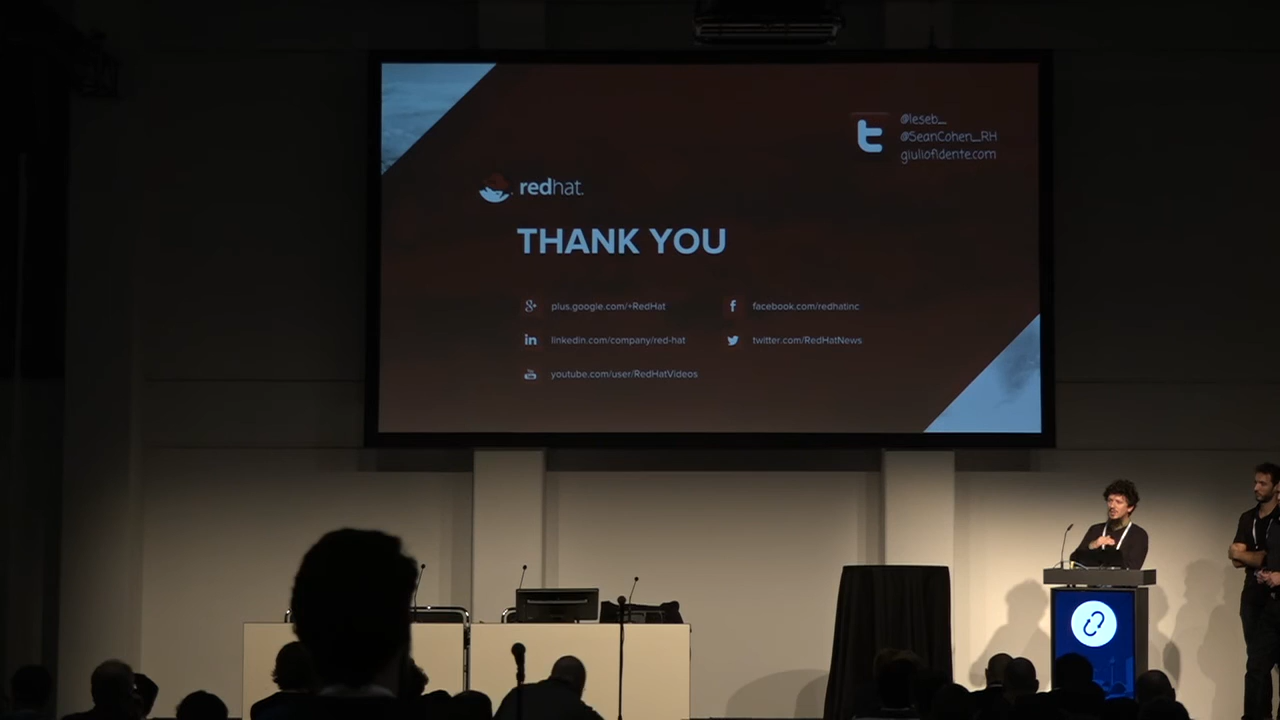 @leseb_
@SeanCohen_RH
giuliofidente.com
redhat.
THANK YOU
plus.google.com/+RedHat
facebook.com/redhatinc
linkedin.com/company/red-hat
twitter.com/RedHatNews
youtube.com/user/RedHatVideos